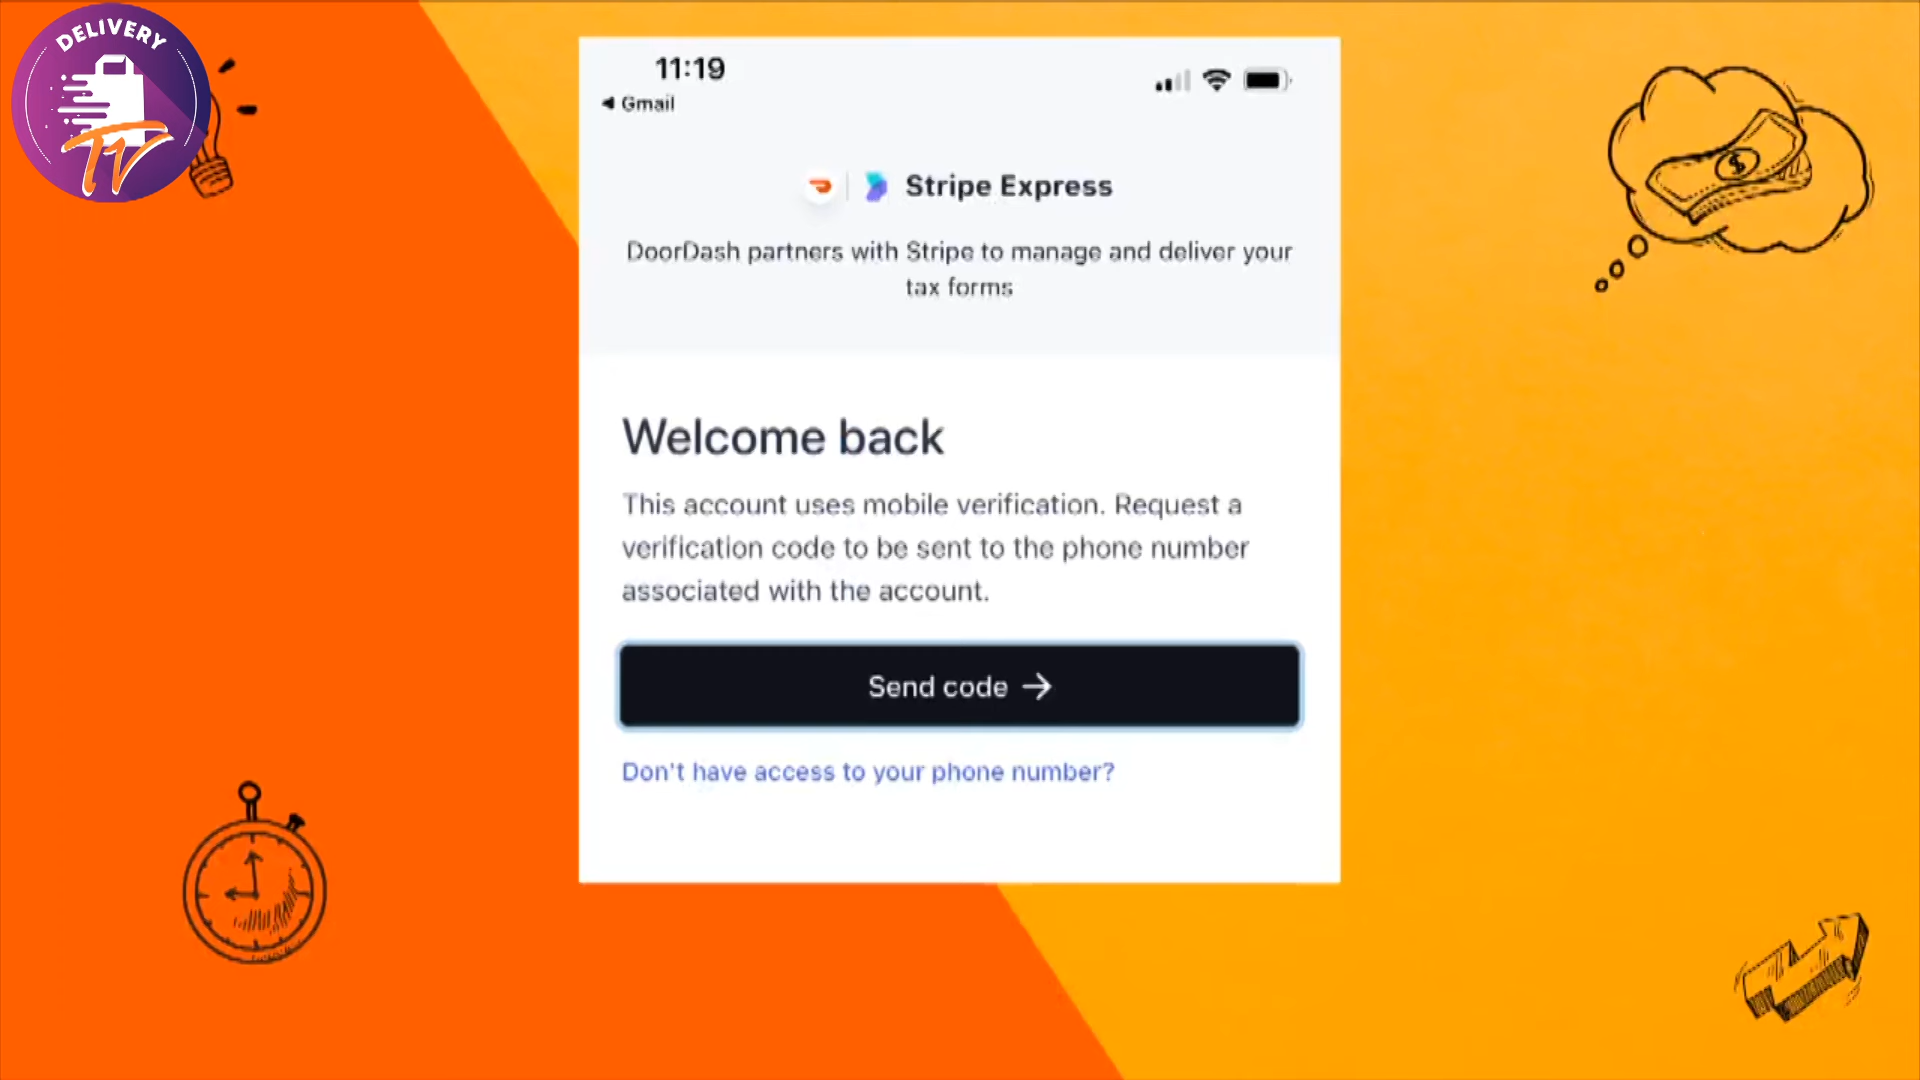 DELIVERY
TV
11:19
Gmail
Stripe Express
DoorDash partners with Stripe to manage and deliver your
tax forms
Welcome back
This account uses mobile verification. Request a
verification code to be sent to the phone number
associated with the account.
Send code →
Don't have access to your phone number?
$